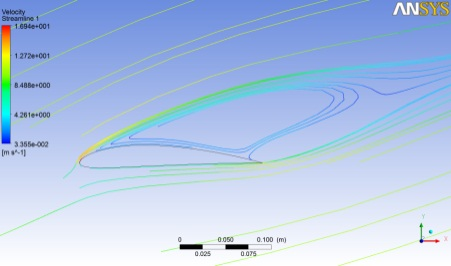 Velocity
Streamline 1
1.694e+001
1.272e+001
8.488e+000
4.261e+000
3.355e-002
[m s^-1]
ANSYS
0 0.050 0.100 (m)
0.025 0.075
Y
X